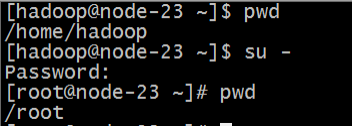 [hadoop@node-23 ~]$ pwd
/home/hadoop
[hadoop@node-23 ~]$ su -
Password:
[root@node-23 ~]# pwd
/root